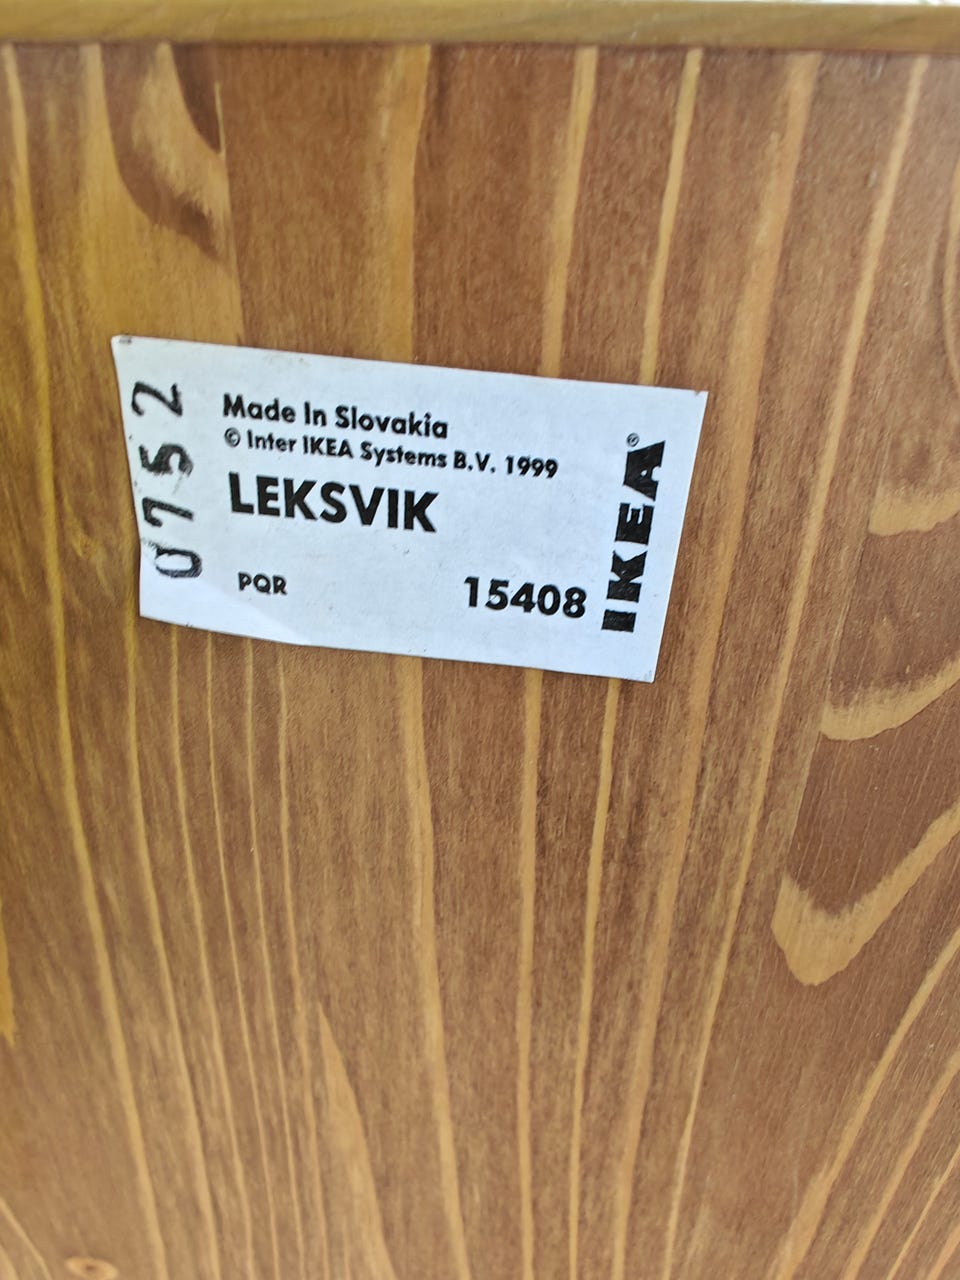 Made In Slovakia
© Inter IKEA Systems B.V. 1999
LEKSVIK
PQR
15408
IKEA®
0752